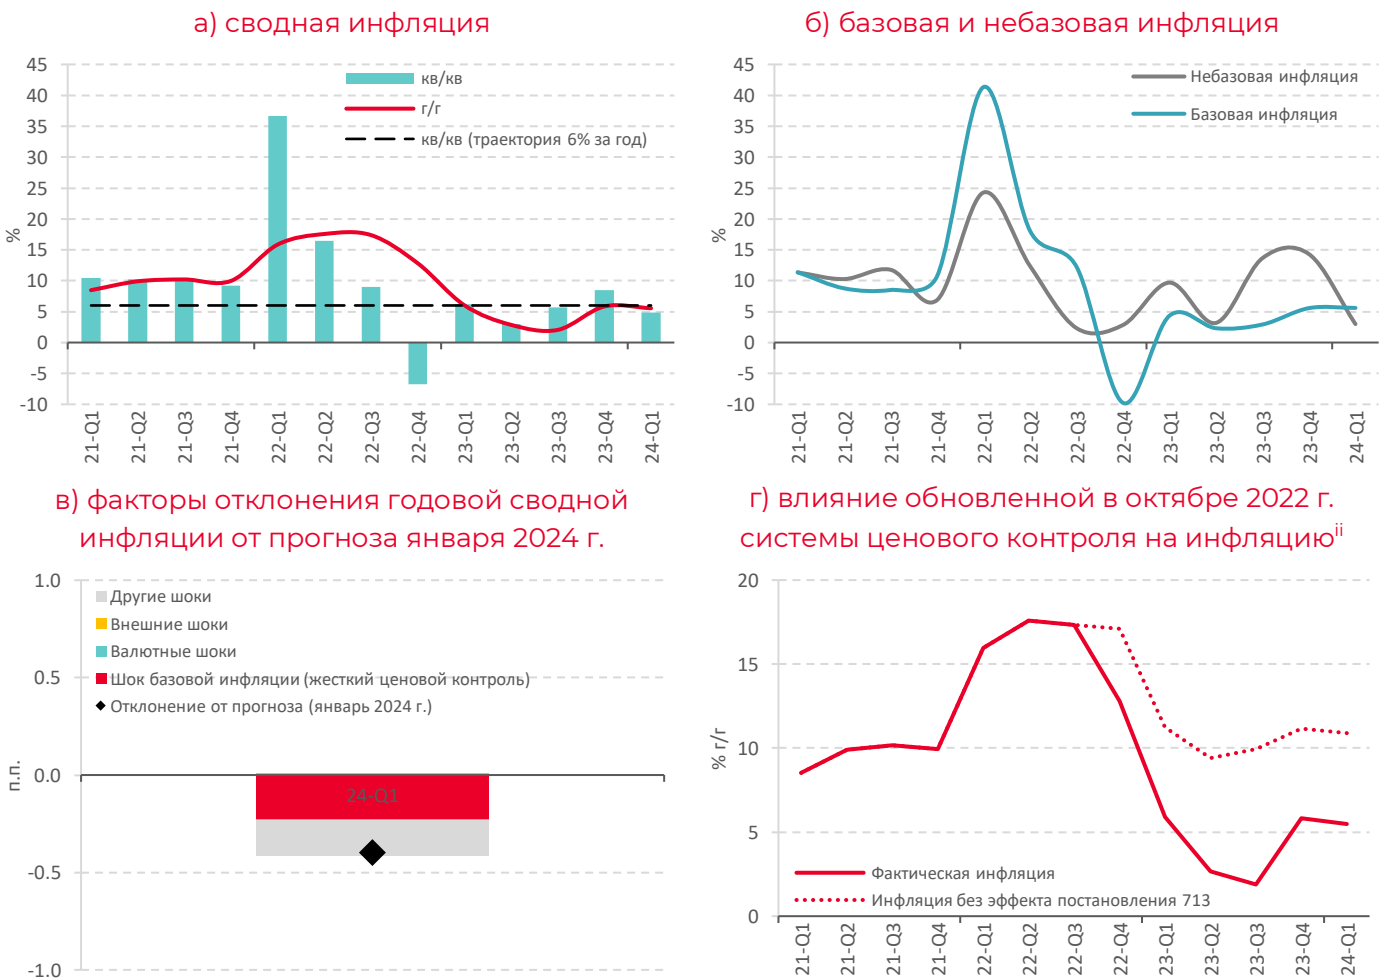 а) сводная инфляция
45
40
35
30
25
20
15
10
5
0
-5
-10
%
кв/кв
г/г
кв/кв (траектория 6% за год)
21-Q1
21-Q2
21-Q3
21-Q4
22-Q1
22-Q2
22-Q3
22-Q4
23-Q1
23-Q2
23-Q3
23-Q4
24-Q1
б) базовая и небазовая инфляция
45
40
35
30
25
20
15
10
5
0
-5
-10
%
Небазовая инфляция
Базовая инфляция
21-Q1
21-Q2
21-Q3
21-Q4
22-Q1
22-Q2
22-Q3
22-Q4
23-Q1
23-Q2
23-Q3
23-Q4
24-Q1
в) факторы отклонения годовой сводной
инфляции от прогноза января 2024 г.
1.0
0.5
0.0
-0.5
-1.0
п.п.
Другие шоки
Внешние шоки
Валютные шоки
Шок базовой инфляции (жесткий ценовой контроль)
Отклонение от прогноза (январь 2024 г.)
24-Q1
г) влияние обновленной в октябре 2022 г.
системы ценового контроля на инфляцию ii
20
15
10
5
0
% г/г
Фактическая инфляция
Инфляция без эффекта постановления 713
21-Q1
21-Q2
21-Q3
21-Q4
22-Q1
22-Q2
22-Q3
22-Q4
23-Q1
23-Q2
23-Q3
23-Q4
24-Q1